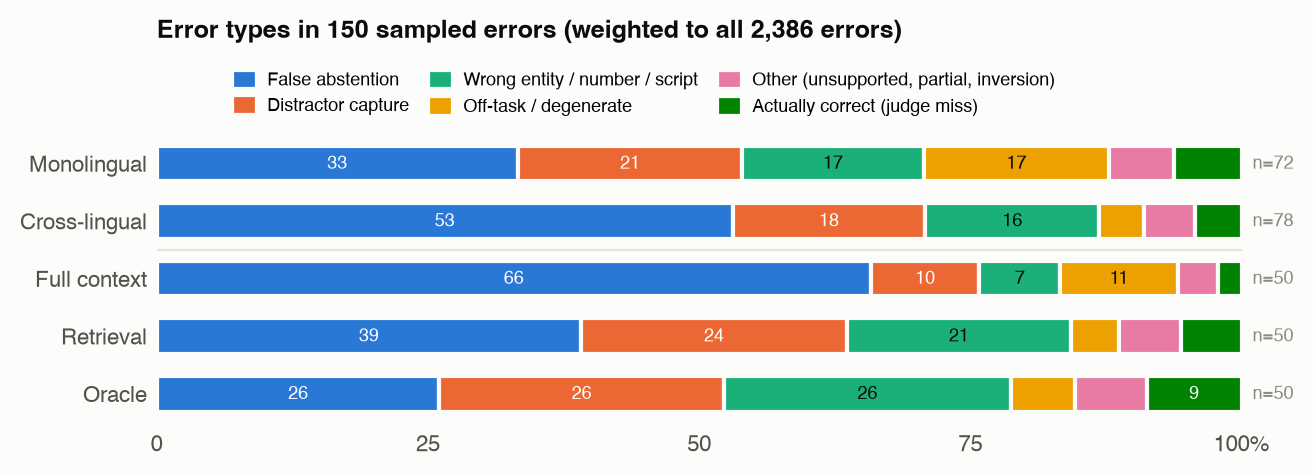 Error types in 150 sampled errors (weighted to all 2,386 errors)
False abstention Wrong entity / number / script Other (unsupported, partial, inversion)
Distractor capture Off-task / degenerate Actually correct (judge miss)
Monolingual 33 21 17 17 n=72
Cross-lingual 53 18 16 n=78
Full context 66 10 7 11 n=50
Retrieval 39 24 21 n=50
Oracle 26 26 26 9 n=50
0 25 50 75 100%